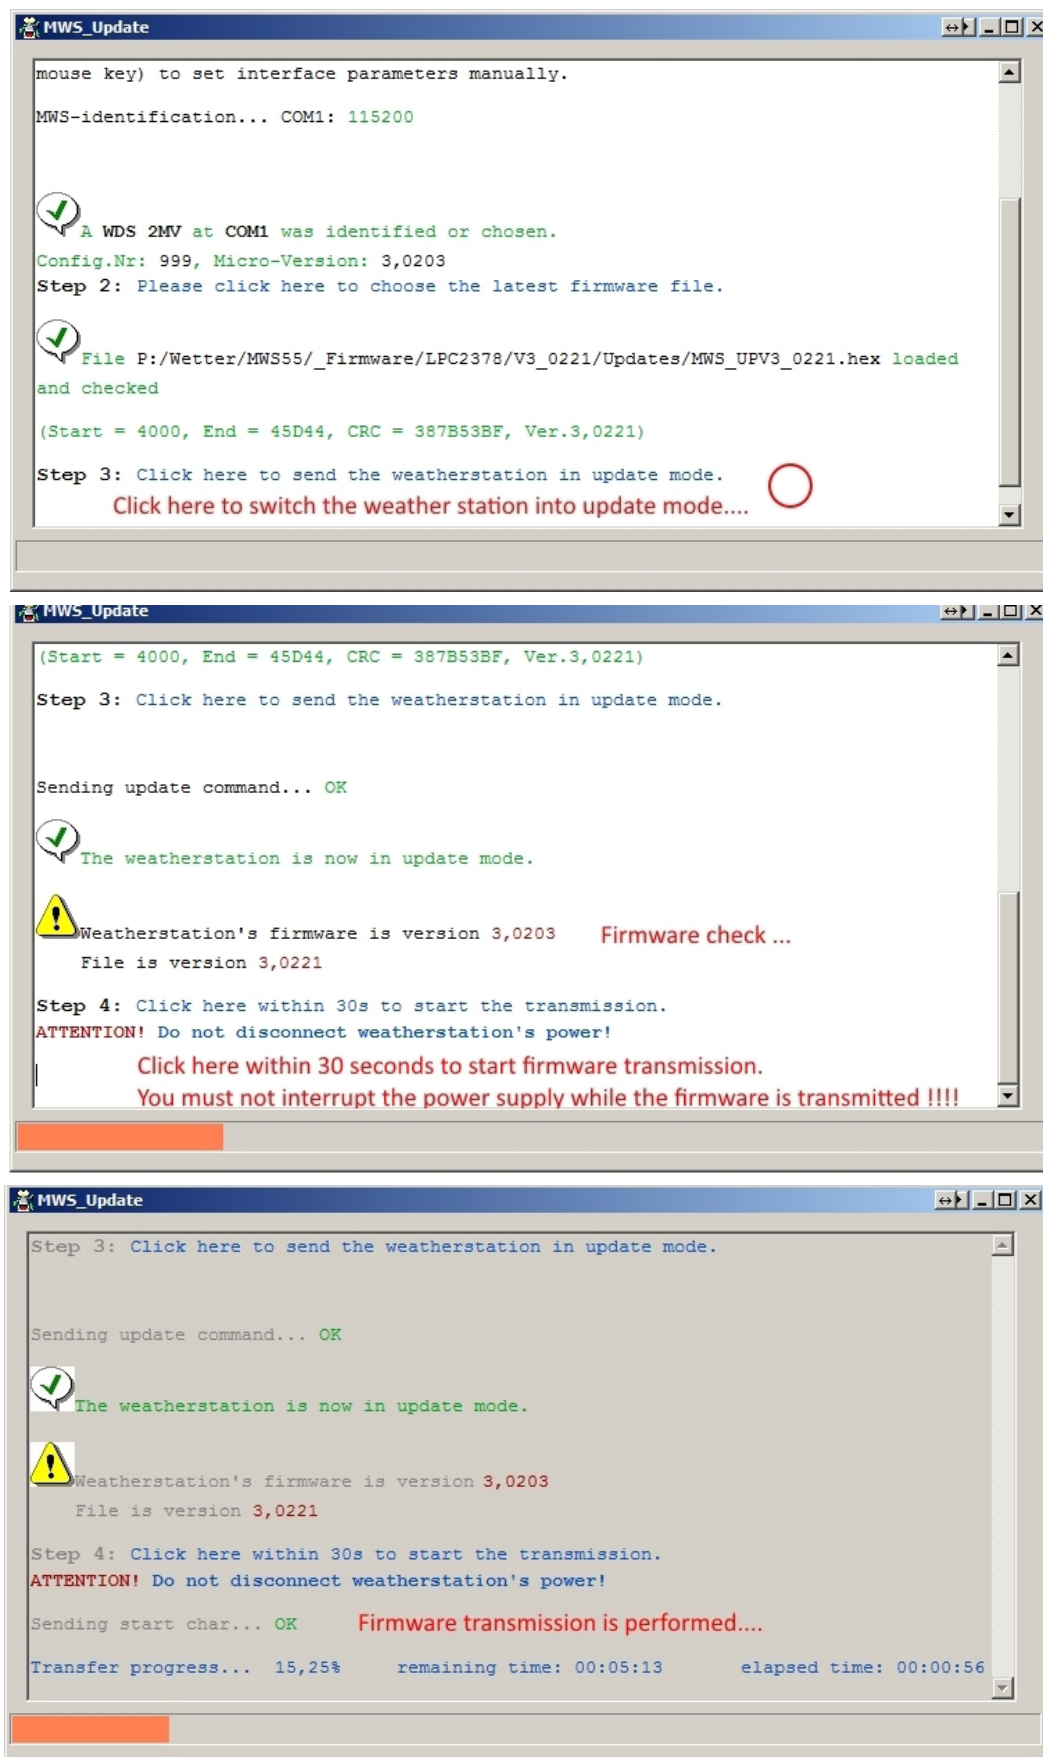 MWS_Update
mouse key) to set interface parameters manually.
MWS-identification... COM1: 115200
A WDS 2MV at COM1 was identified or chosen.
Config.Nr: 999, Micro-Version: 3,0203
Step 2: Please click here to choose the latest firmware file.
File P:/Wetter/MWS55/_Firmware/LPC2378/V3_0221/Updates/MWS_UPV3_0221.hex loaded
and checked
(Start = 4000, End = 45D44, CRC = 387B53BF, Ver.3,0221)
Step 3: Click here to send the weatherstation in update mode.
Click here to switch the weather station into update mode....
MWS_Update
(Start = 4000, End = 45D44, CRC = 387B53BF, Ver.3,0221)
Step 3: Click here to send the weatherstation in update mode.
Sending update command... OK
The weatherstation is now in update mode.
Weatherstation's firmware is version 3,0203 Firmware check ...
File is version 3,0221
Step 4: Click here within 30s to start the transmission.
ATTENTION! Do not disconnect weatherstation's power!
Click here within 30 seconds to start firmware transmission.
You must not interrupt the power supply while the firmware is transmitted !!!!
MWS_Update
Step 3: Click here to send the weatherstation in update mode.
Sending update command... OK
The weatherstation is now in update mode.
Weatherstation's firmware is version 3,0203
File is version 3,0221
Step 4: Click here within 30s to start the transmission.
ATTENTION! Do not disconnect weatherstation's power!
Sending start char... OK Firmware transmission is performed....
Transfer progress... 15,25% remaining time: 00:05:13 elapsed time: 00:00:56